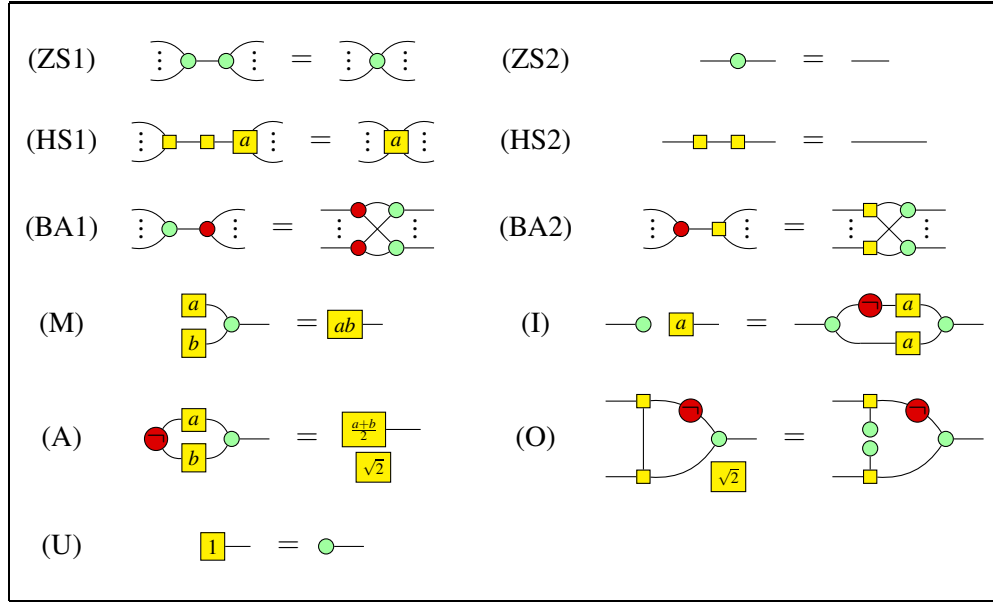 (ZS1) ⋮ ⋮ = ⋮ ⋮ (ZS2) =
(HS1) ⋮ a ⋮ = ⋮ a ⋮ (HS2) =
(BA1) ⋮ ⋮ = ⋮ ⋮ (BA2) ⋮ ⋮ = ⋮ ⋮
(M) a b = ab (I) a = ¬ a a
(A) ¬ a b = a+b/2 √2 (O) ¬ √2 = ¬
(U) 1 =